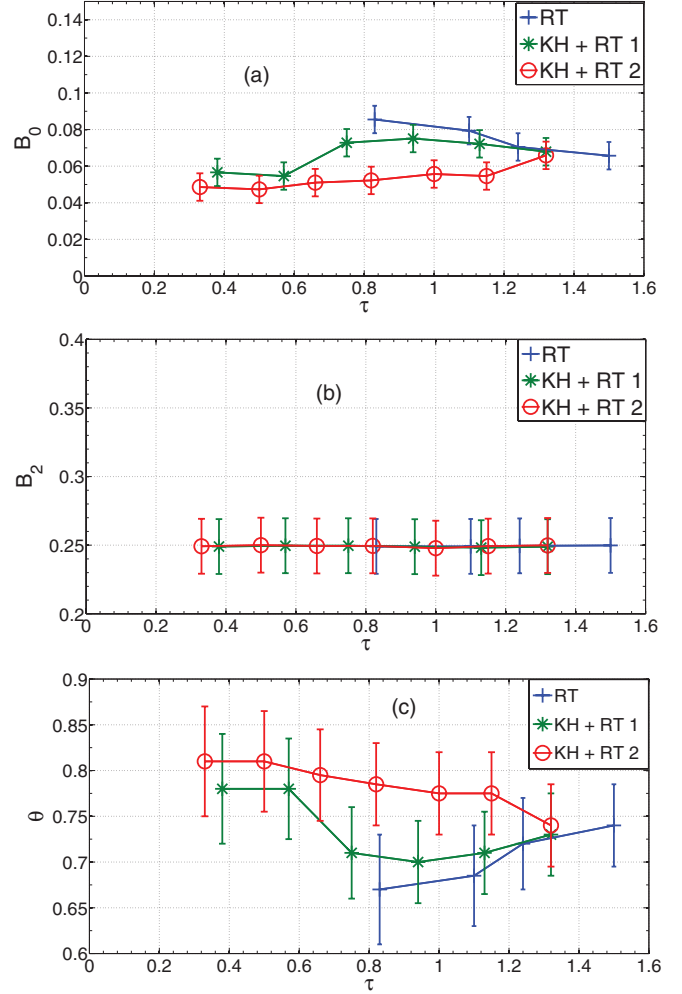 0.14
0.12
0.1
0.08
0.06
0.04
0.02
0
B0
(a)
RT
KH + RT 1
KH + RT 2
0 0.2 0.4 0.6 0.8 1 1.2 1.4 1.6
τ
0.4
0.35
0.3
0.25
0.2
B2
(b)
RT
KH + RT 1
KH + RT 2
0 0.2 0.4 0.6 0.8 1 1.2 1.4 1.6
τ
0.9
0.85
0.8
0.75
0.7
0.65
0.6
θ
(c)
RT
KH + RT 1
KH + RT 2
0 0.2 0.4 0.6 0.8 1 1.2 1.4 1.6
τ